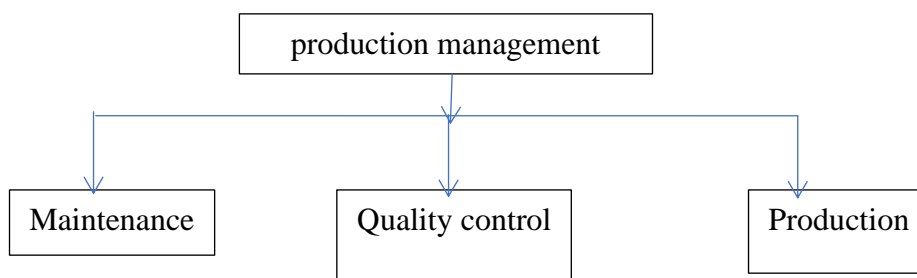 production management
Maintenance
Quality control
Production